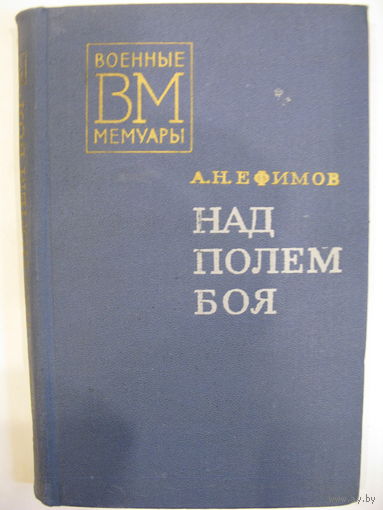 ВОЕННЫЕ
ВМ
МЕМУАРЫ
А.Н.ЕФИМОВ
НАД
ПОЛЕМ
БОЯ